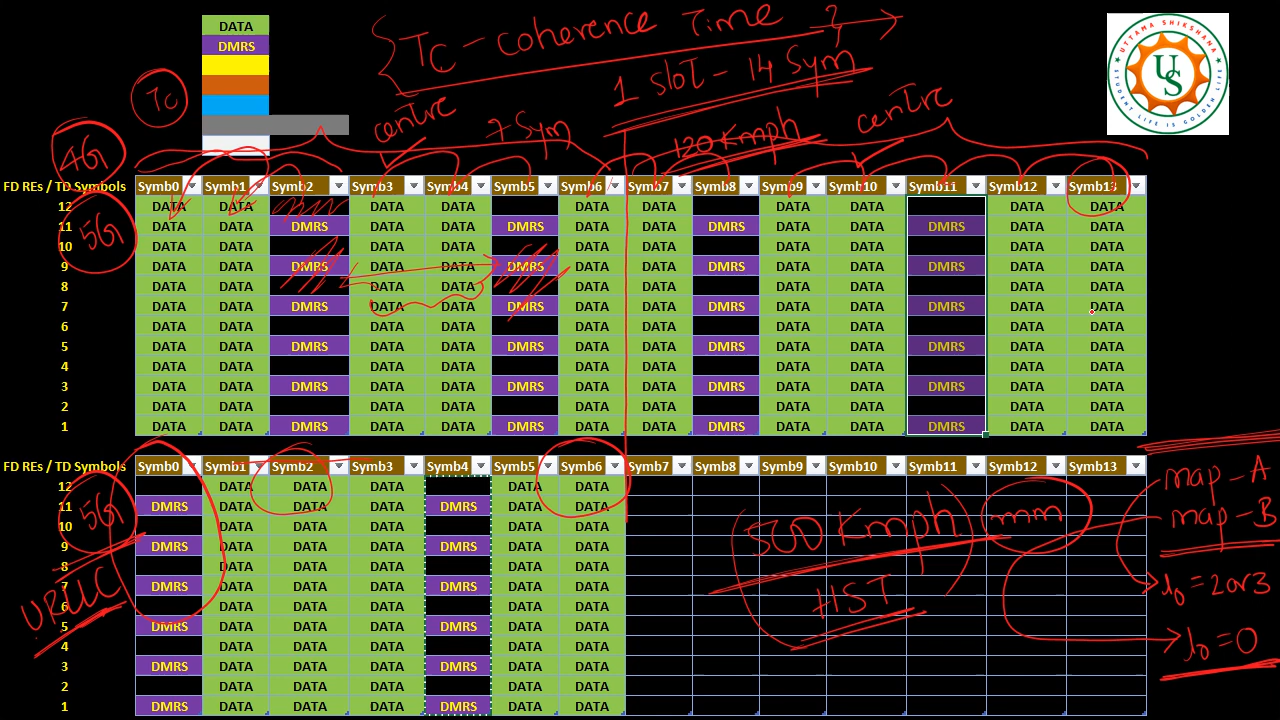 DATA
DMRS
Tc
{Tc - coherence Time }
1 Slot - 14 Sym
centre
7 Sym
120 Kmph
centre
UTTAMA SHIKSHANA
US
STUDENT LIFE IS GOLDEN LIFE
4G
5G
FD REs / TD Symbols Symb0 Symb1 Symb2 Symb3 Symb4 Symb5 Symb6 Symb7 Symb8 Symb9 Symb10 Symb11 Symb12 Symb13
12 DATA DATA DATA DATA DATA DATA DATA DATA DATA DATA
11 DATA DATA DMRS DATA DATA DMRS DATA DATA DMRS DATA DATA DMRS DATA DATA
10 DATA DATA DATA DATA DATA DATA DATA DATA DATA DATA
9 DATA DATA DMRS DATA DATA DMRS DATA DATA DMRS DATA DATA DMRS DATA DATA
8 DATA DATA DATA DATA DATA DATA DATA DATA DATA DATA
7 DATA DATA DMRS DATA DATA DMRS DATA DATA DMRS DATA DATA DMRS DATA DATA
6 DATA DATA DATA DATA DATA DATA DATA DATA DATA DATA
5 DATA DATA DMRS DATA DATA DMRS DATA DATA DMRS DATA DATA DMRS DATA DATA
4 DATA DATA DATA DATA DATA DATA DATA DATA DATA DATA
3 DATA DATA DMRS DATA DATA DMRS DATA DATA DMRS DATA DATA DMRS DATA DATA
2 DATA DATA DATA DATA DATA DATA DATA DATA DATA DATA
1 DATA DATA DMRS DATA DATA DMRS DATA DATA DMRS DATA DATA DMRS DATA DATA
FD REs / TD Symbols Symb0 Symb1 Symb2 Symb3 Symb4 Symb5 Symb6 Symb7 Symb8 Symb9 Symb10 Symb11 Symb12 Symb13
12 DATA DATA DATA DATA DATA
11 DMRS DATA DATA DATA DMRS DATA DATA
10 DATA DATA DATA DATA DATA
9 DMRS DATA DATA DATA DMRS DATA DATA
8 DATA DATA DATA DATA DATA
7 DMRS DATA DATA DATA DMRS DATA DATA
6 DATA DATA DATA DATA DATA
5 DMRS DATA DATA DATA DMRS DATA DATA
4 DATA DATA DATA DATA DATA
3 DMRS DATA DATA DATA DMRS DATA DATA
2 DATA DATA DATA DATA DATA
1 DMRS DATA DATA DATA DMRS DATA DATA
5G
URLLC
500 Kmph
HST
mm
map - A
map - B
l0 = 2 or 3
l0 = 0